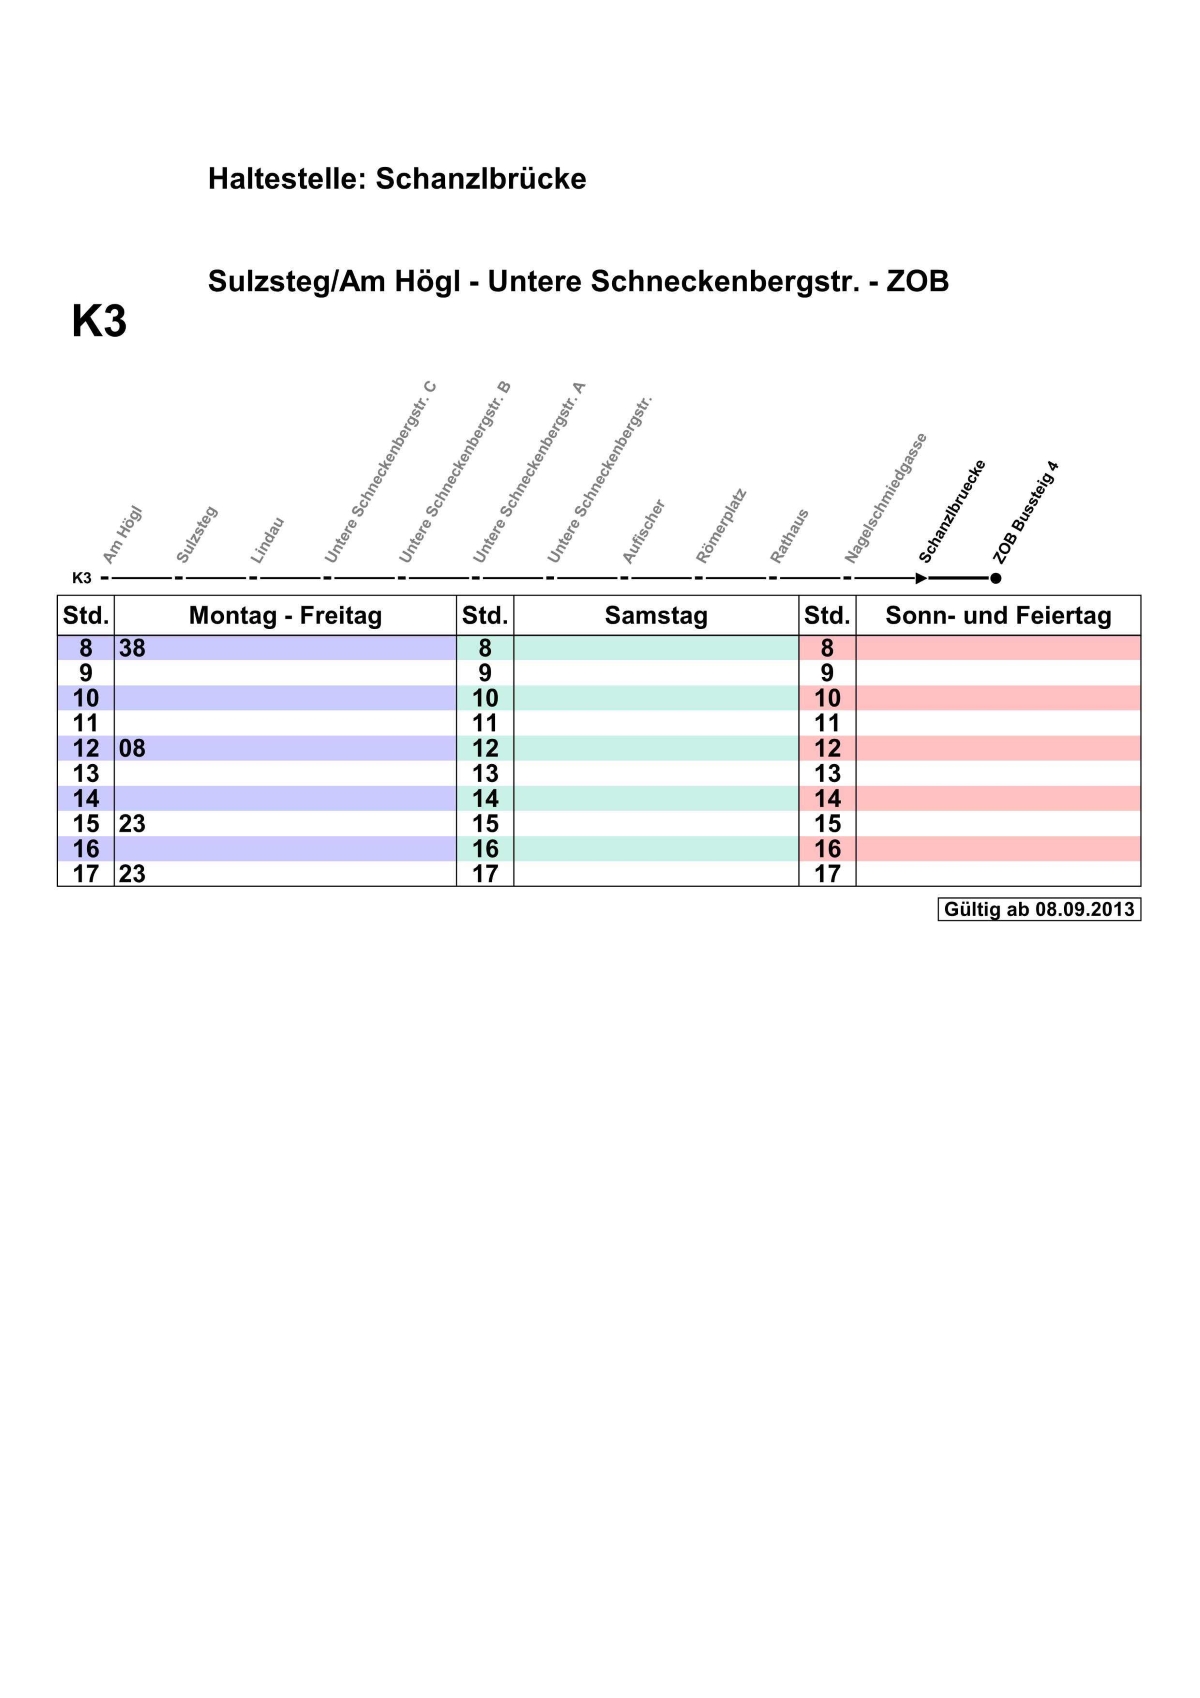 Haltestelle: Schanzlbrücke
Sulzsteg/Am Högl - Untere Schneckenbergstr. - ZOB
K3
Am Högl
Sulzsteg
Lindau
Untere Schneckenbergstr. C
Untere Schneckenbergstr. B
Untere Schneckenbergstr. A
Untere Schneckenbergstr.
Aufischer
Römerplatz
Rathaus
Nagelschmiedgasse
Schanzlbruecke
ZOB Bussteig 4
K3
Std. Montag - Freitag Std. Samstag Std. Sonn- und Feiertag
8 38 8 8
9 9 9
10 10 10
11 11 11
12 08 12 12
13 13 13
14 14 14
15 23 15 15
16 16 16
17 23 17 17
Gültig ab 08.09.2013